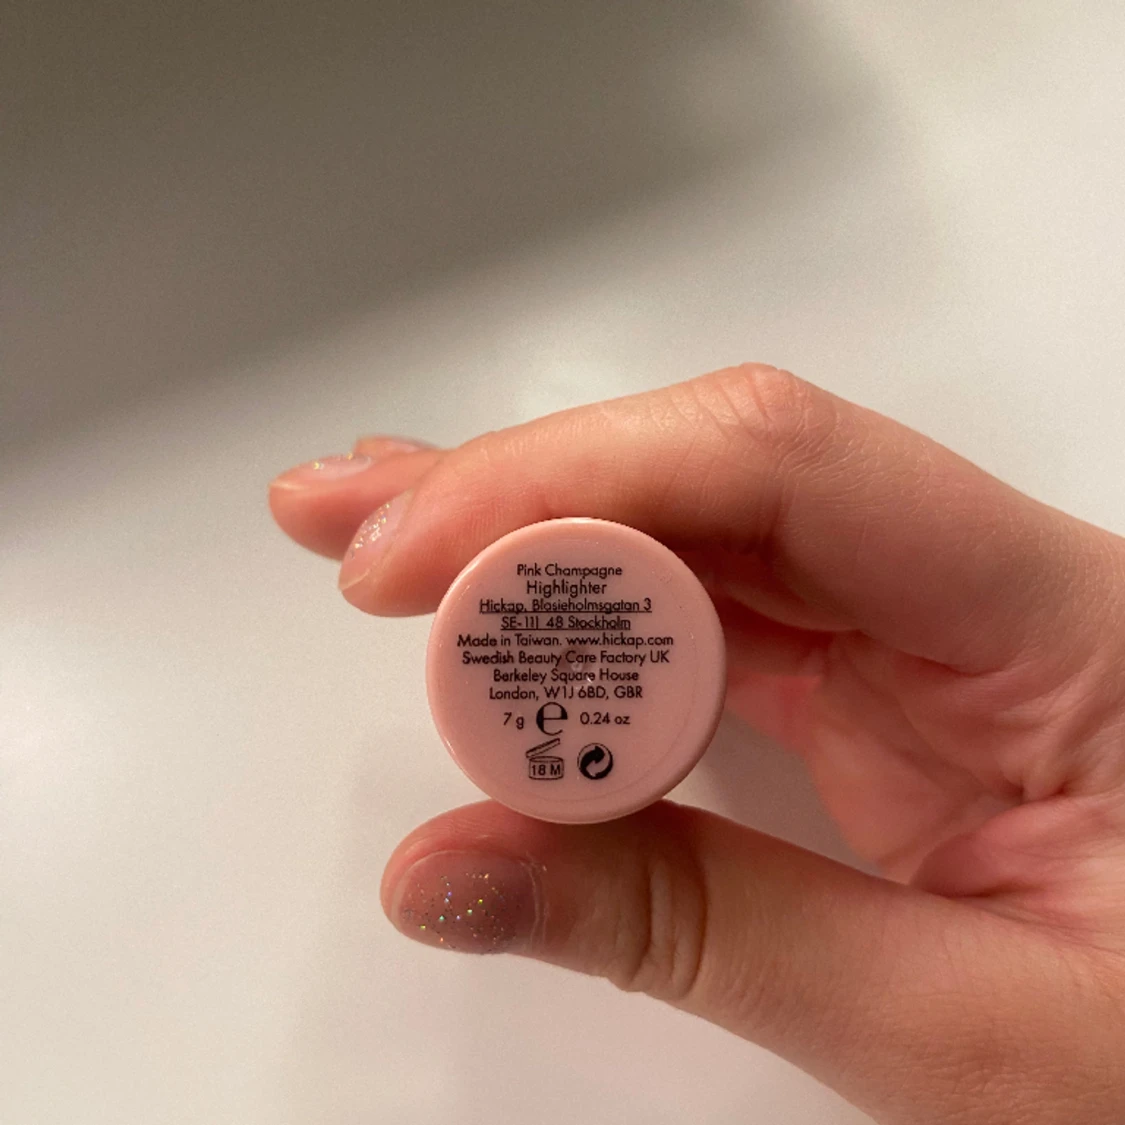 Pink Champagne
Highlighter
Hickap, Blasieholmsgatan 3
SE-111 48 Stockholm
Made in Taiwan. www.hickap.com
Swedish Beauty Care Factory UK
Berkeley Square House
London, W1J 6BD, GBR
7 g e 0.24 oz
18 M